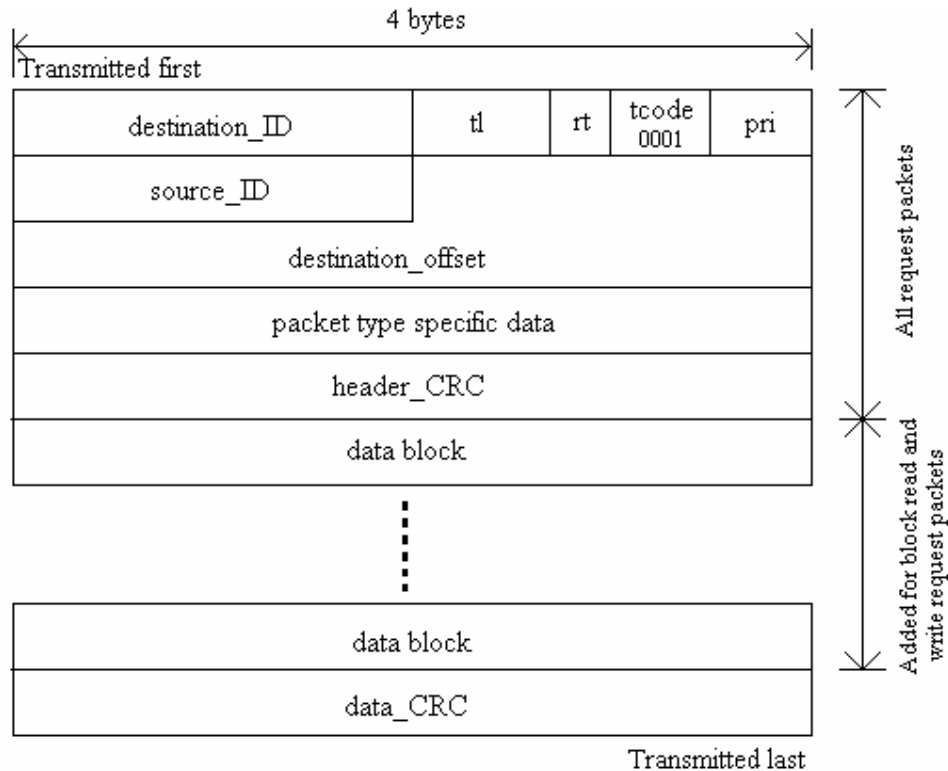 4 bytes
Transmitted first
destination_ID
tl
rt
tcode
0001
pri
source_ID
destination_offset
packet type specific data
header_CRC
data block
data block
data_CRC
Transmitted last
All request packets
Added for block read and
write request packets